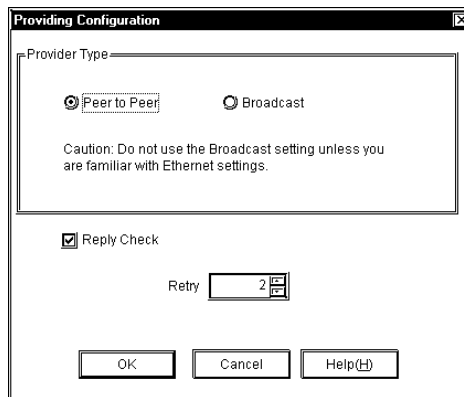 Providing Configuration
Provider Type
Peer to Peer Broadcast
Caution: Do not use the Broadcast setting unless you
are familiar with Ethernet settings.
Reply Check
Retry 2
OK Cancel Help(H)